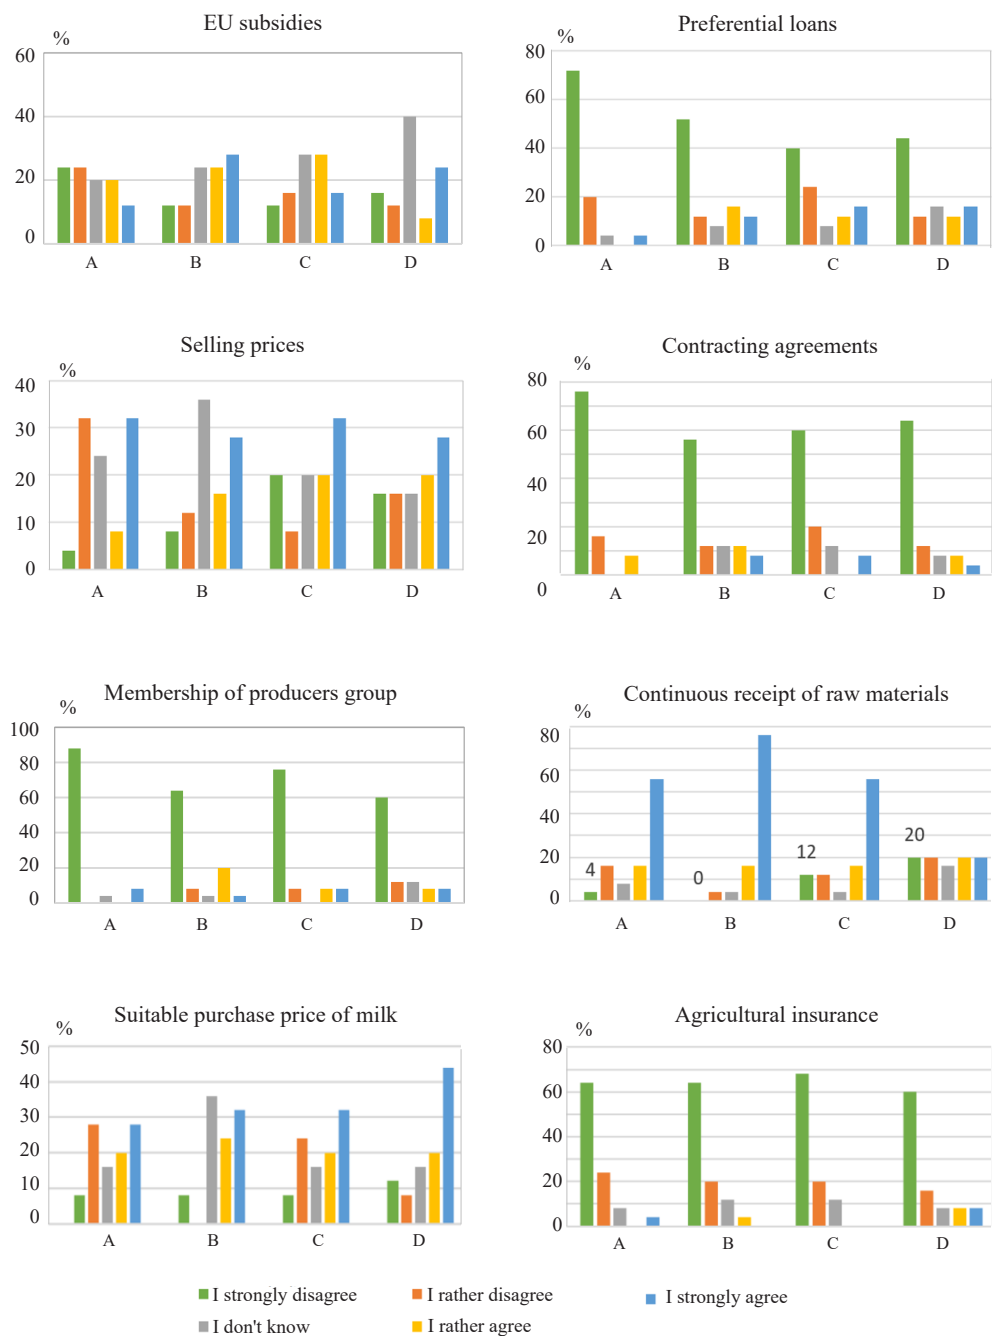 EU subsidies
%
60
40
20
0
A B C D
Preferential loans
%
80
60
40
20
0
A B C D
Selling prices
%
40
30
20
10
0
A B C D
Contracting agreements
%
80
60
40
20
0
A B C D
Membership of producers group
%
100
80
60
40
20
0
A B C D
Continuous receipt of raw materials
%
80
60
40
20
0
4 0 12 20
A B C D
Suitable purchase price of milk
%
50
40
30
20
10
0
A B C D
Agricultural insurance
%
80
60
40
20
0
A B C D
I strongly disagree I rather disagree I strongly agree
I don't know I rather agree